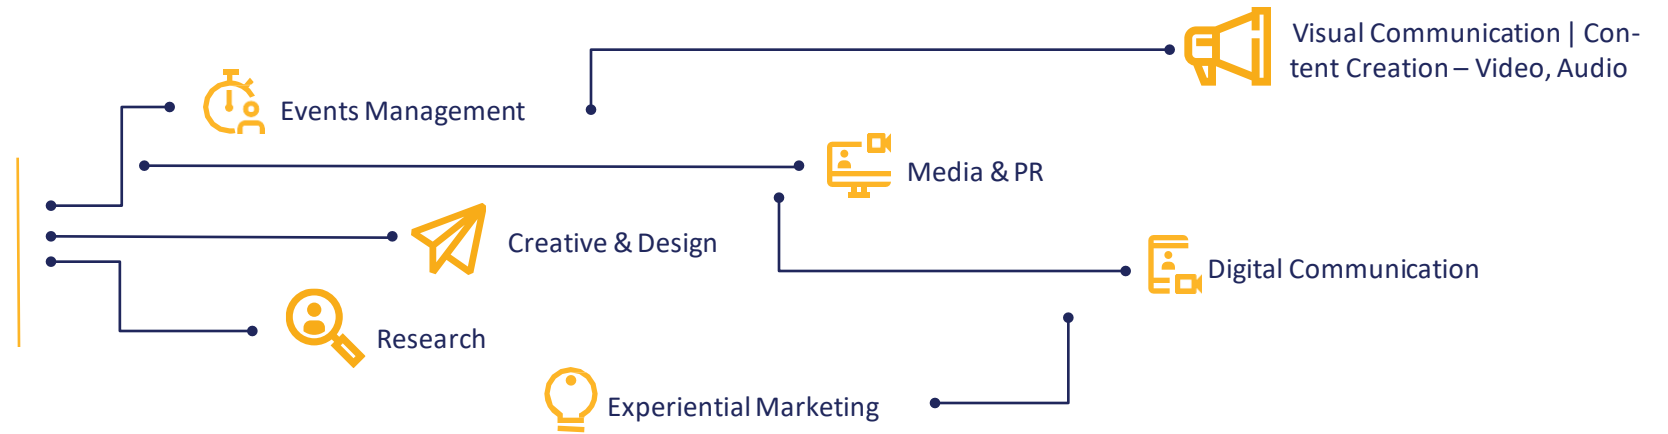 Visual Communication | Con-
tent Creation – Video, Audio
Events Management
Media & PR
Creative & Design
Digital Communication
Research
Experiential Marketing